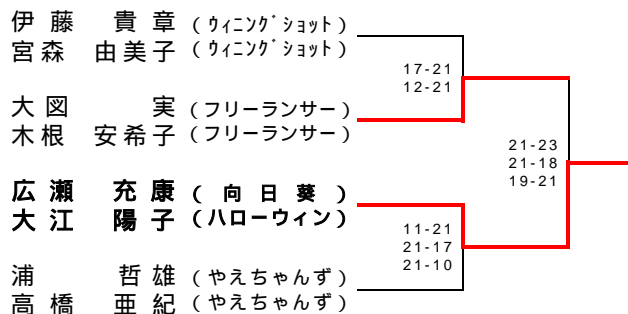 伊藤 貴章 (ウィニングショット)
宮森 由美子 (ウィニングショット)
17-21
12-21
大図 実 (フリーランサー)
木根 安希子 (フリーランサー)
21-23
21-18
19-21
広瀬 充康 (向日葵)
大江 陽子 (ハローウィン)
11-21
21-17
21-10
浦 哲雄 (やえちゃんず)
高橋 亜紀 (やえちゃんず)